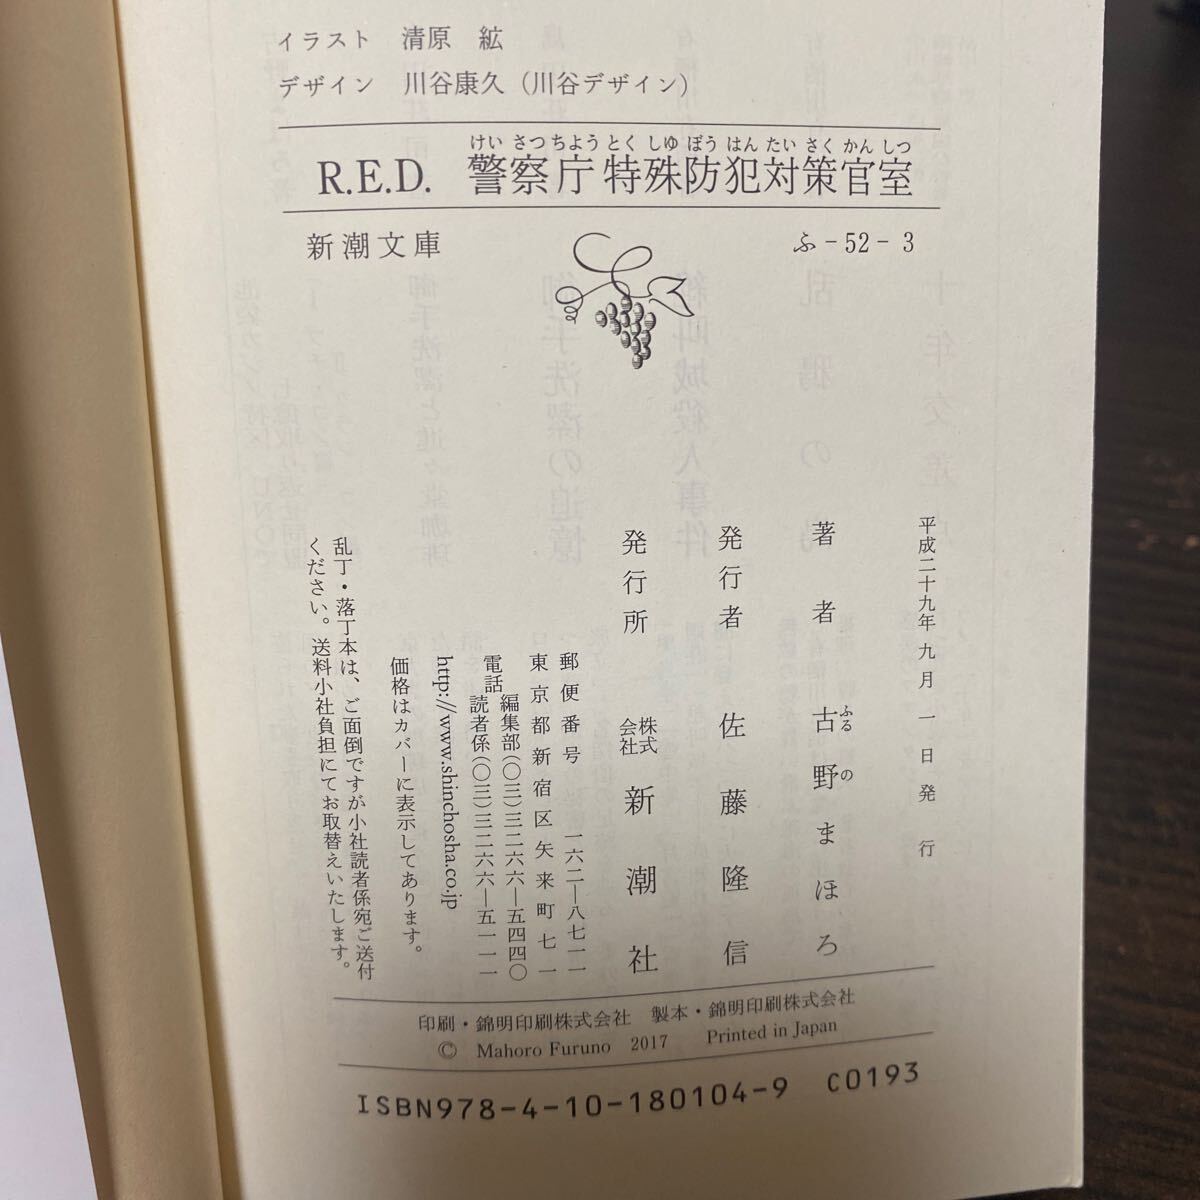 イラスト　清原　紘
デザイン　川谷康久（川谷デザイン）
けい さつ ちよう とく しゆ ぼう はん たい さく かん しつ
R.E.D.　警察庁特殊防犯対策官室
新潮文庫　ふ-52-3
平成二十九年九月一日発行
著者　古野まほろ
ふる の
発行者　佐藤隆信
発行所　株式会社　新潮社
郵便番号　一六二―八七一一
東京都新宿区矢来町七一
電話　編集部(〇三)三二六六―五四四〇
読者係(〇三)三二六六―五一一一
http://www.shinchosha.co.jp
価格はカバーに表示してあります。
乱丁・落丁本は、ご面倒ですが小社読者係宛ご送付
ください。送料小社負担にてお取替えいたします。
印刷・錦明印刷株式会社　製本・錦明印刷株式会社
© Mahoro Furuno 2017　Printed in Japan
ISBN978-4-10-180104-9 C0193